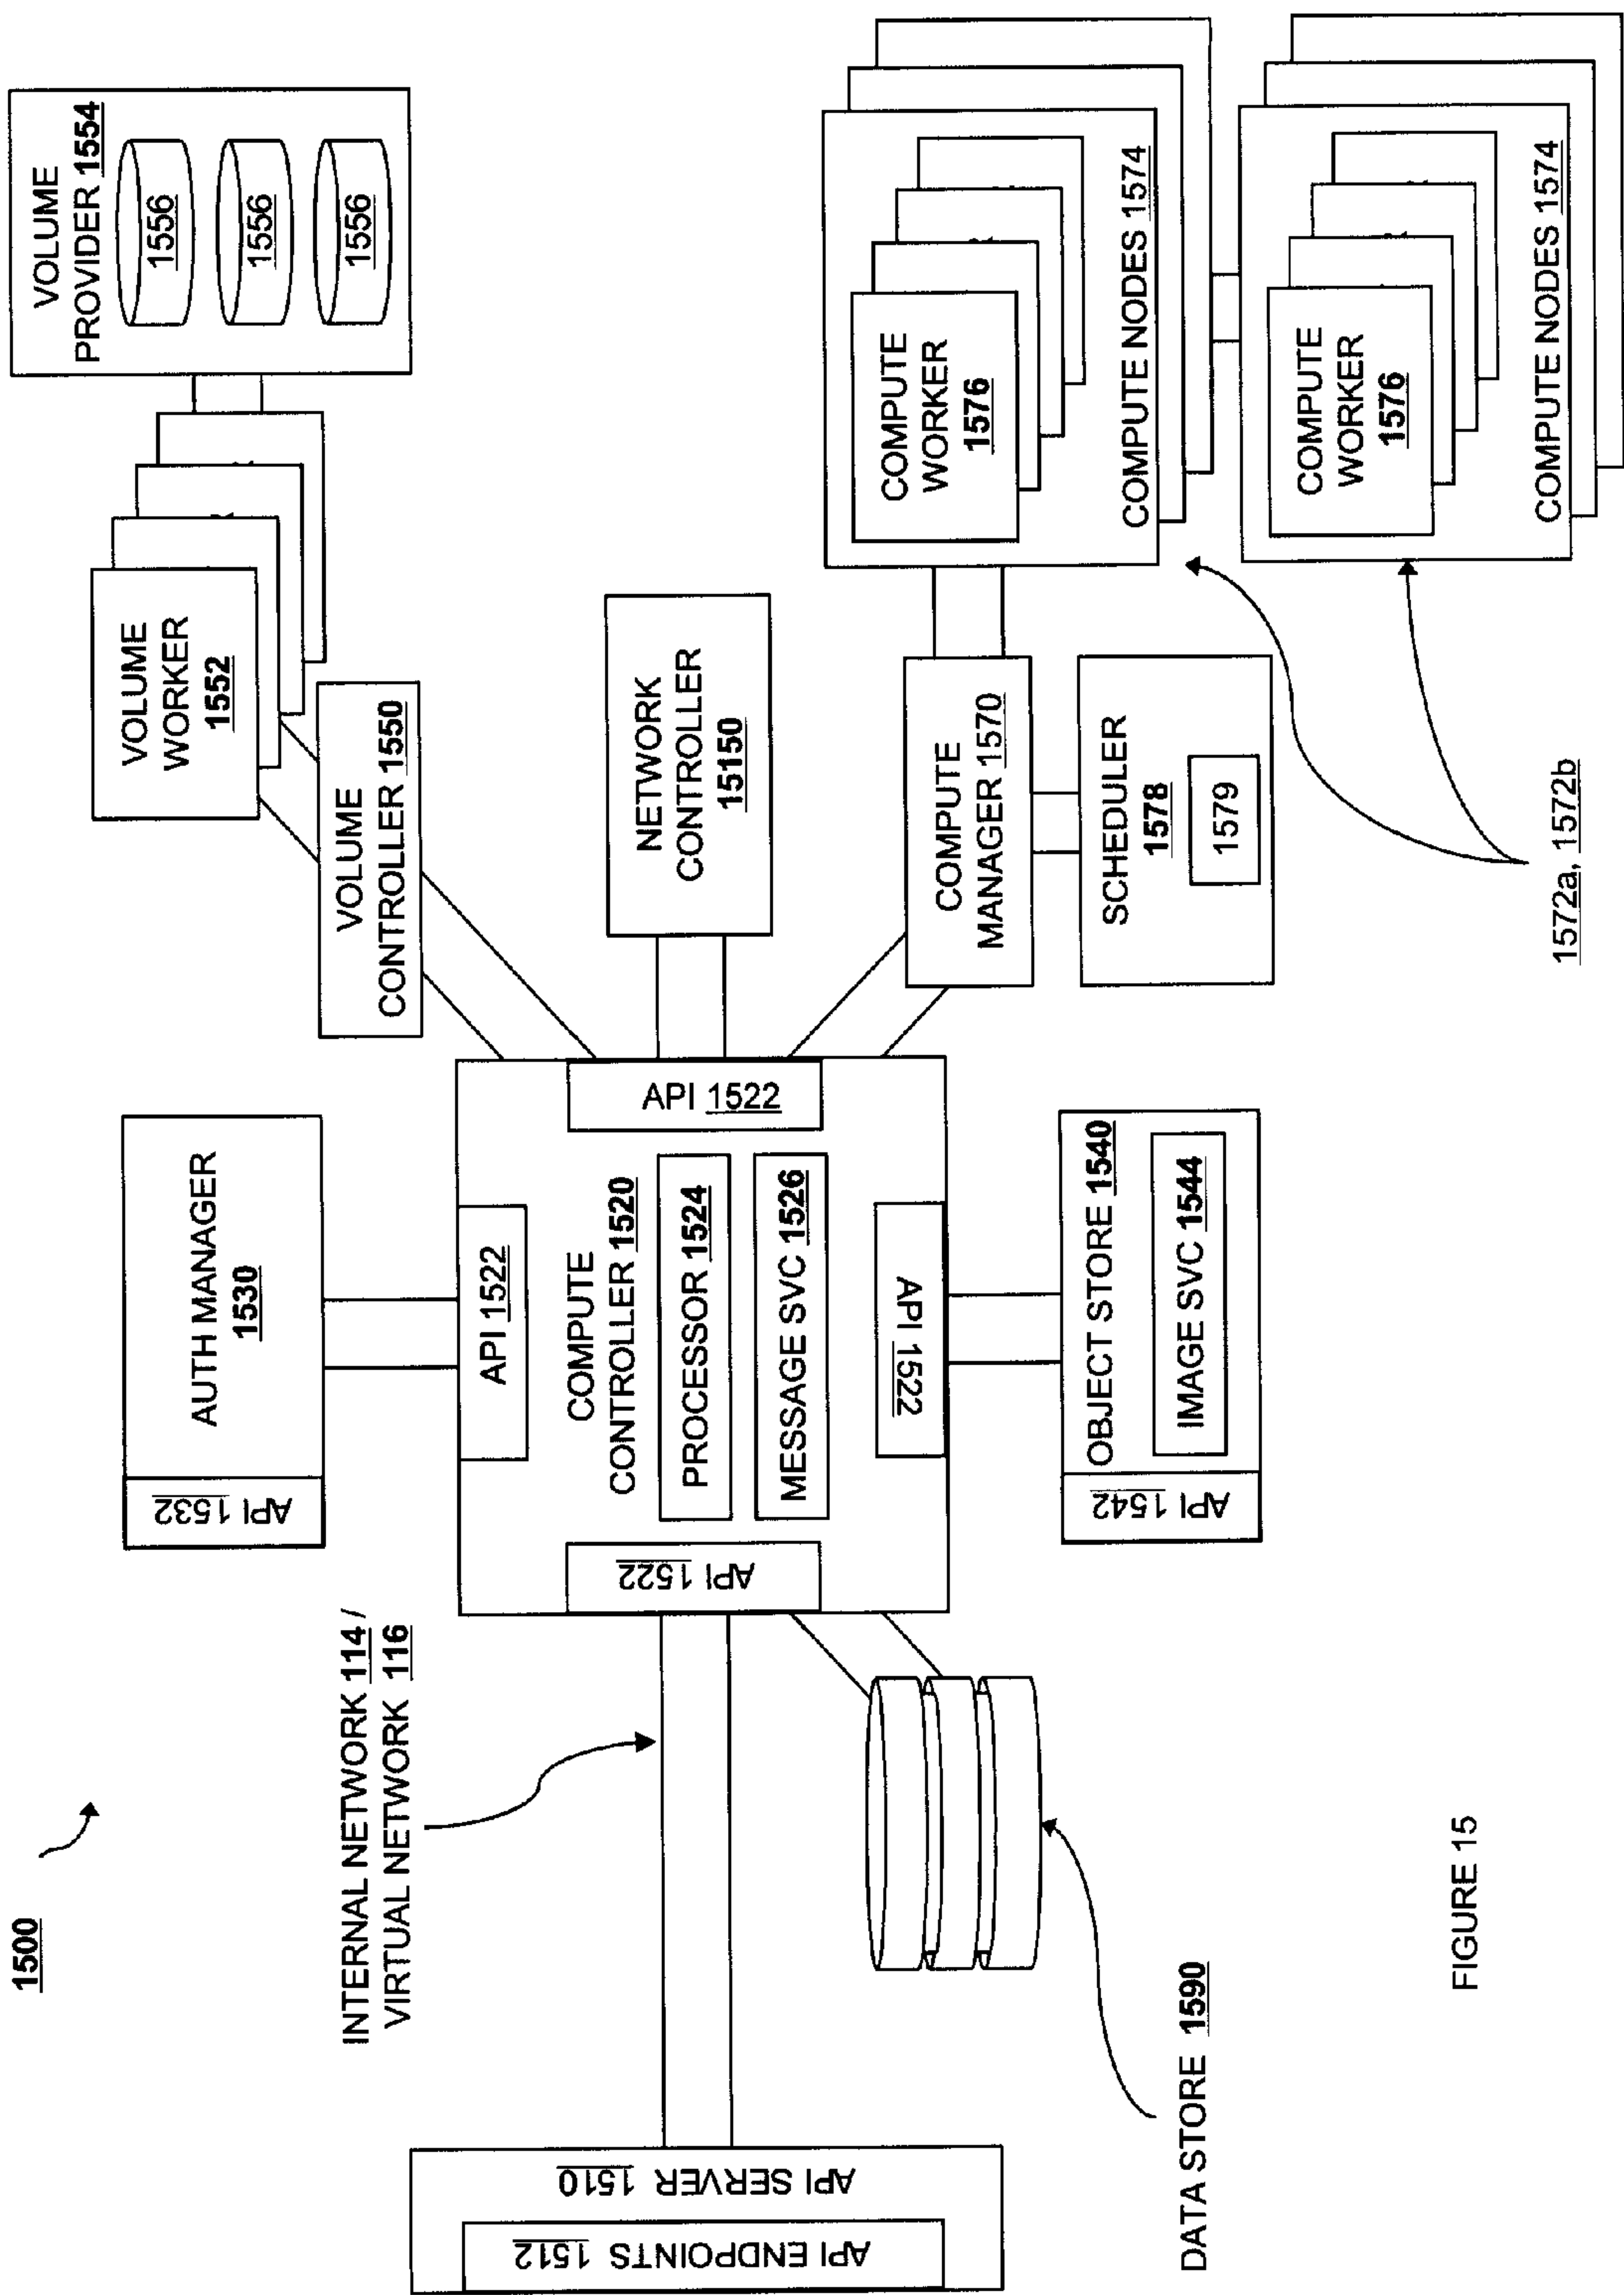 1500
INTERNAL NETWORK 114 /
VIRTUAL NETWORK 116
API SERVER 1510
API ENDPOINTS 1512
DATA STORE 1590
AUTH MANAGER
1530
API 1532
API 1522
API 1522
API 1522
API 1522
COMPUTE
CONTROLLER 1520
PROCESSOR 1524
MESSAGE SVC 1526
OBJECT STORE 1540
IMAGE SVC 1544
API 1542
VOLUME
CONTROLLER 1550
VOLUME
WORKER
1552
VOLUME
PROVIDER 1554
1556
1556
1556
NETWORK
CONTROLLER
15150
COMPUTE
MANAGER 1570
SCHEDULER
1578
1579
COMPUTE
WORKER
1576
COMPUTE NODES 1574
COMPUTE
WORKER
1576
COMPUTE NODES 1574
1572a, 1572b
FIGURE 15